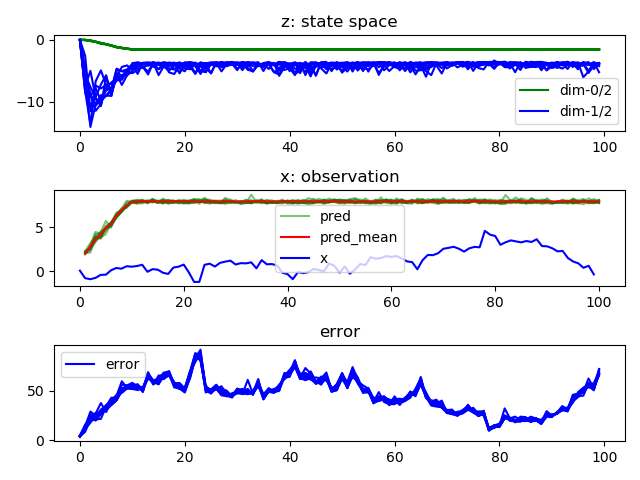 z: state space
0
−10
dim-0/2
dim-1/2
0 20 40 60 80 100
x: observation
5
0
pred
pred_mean
x
0 20 40 60 80 100
error
50
0
error
0 20 40 60 80 100